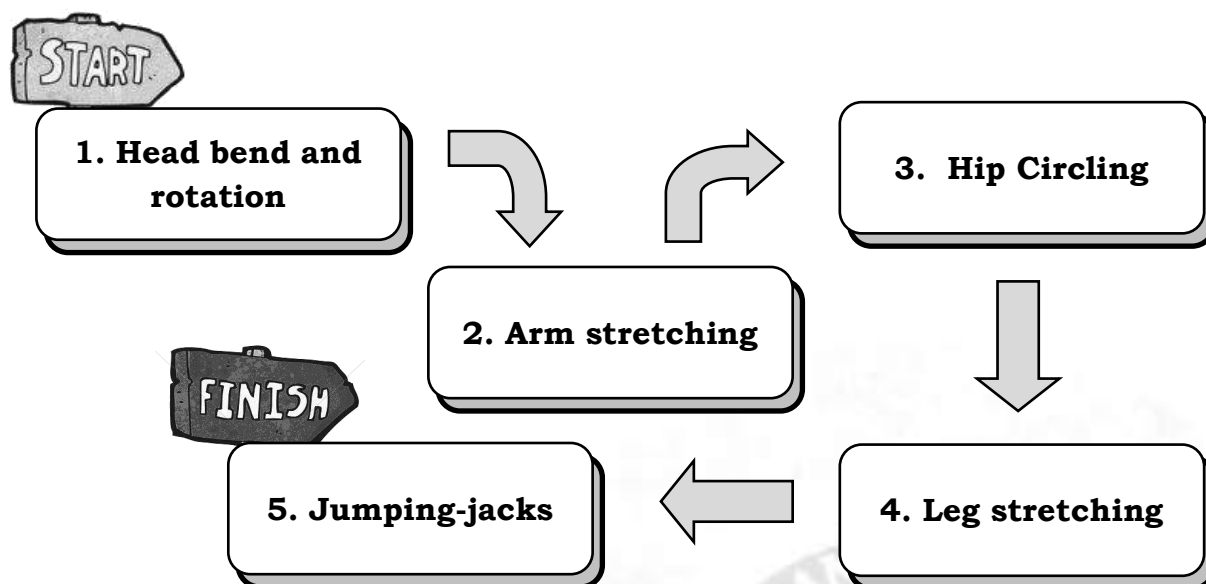 START
1. Head bend and
rotation
2. Arm stretching
3. Hip Circling
4. Leg stretching
FINISH
5. Jumping-jacks